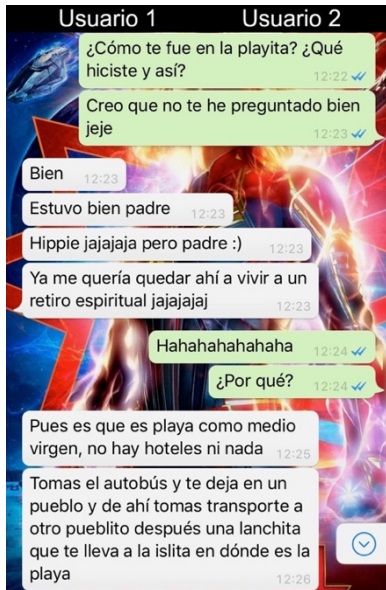 Usuario 1 Usuario 2
¿Cómo te fue en la playita? ¿Qué
hiciste y así?
12:22
Creo que no te he preguntado bien
jeje
12:23
Bien 12:23
Estuvo bien padre 12:23
Hippie jajajaja pero padre :) 12:23
Ya me quería quedar ahí a vivir a un
retiro espiritual jajajajaj 12:23
Hahahahahahaha 12:24
¿Por qué? 12:24
Pues es que es playa como medio
virgen, no hay hoteles ni nada 12:25
Tomas el autobús y te deja en un
pueblo y de ahí tomas transporte a
otro pueblito después una lanchita
que te lleva a la islita en dónde es la
playa 12:26